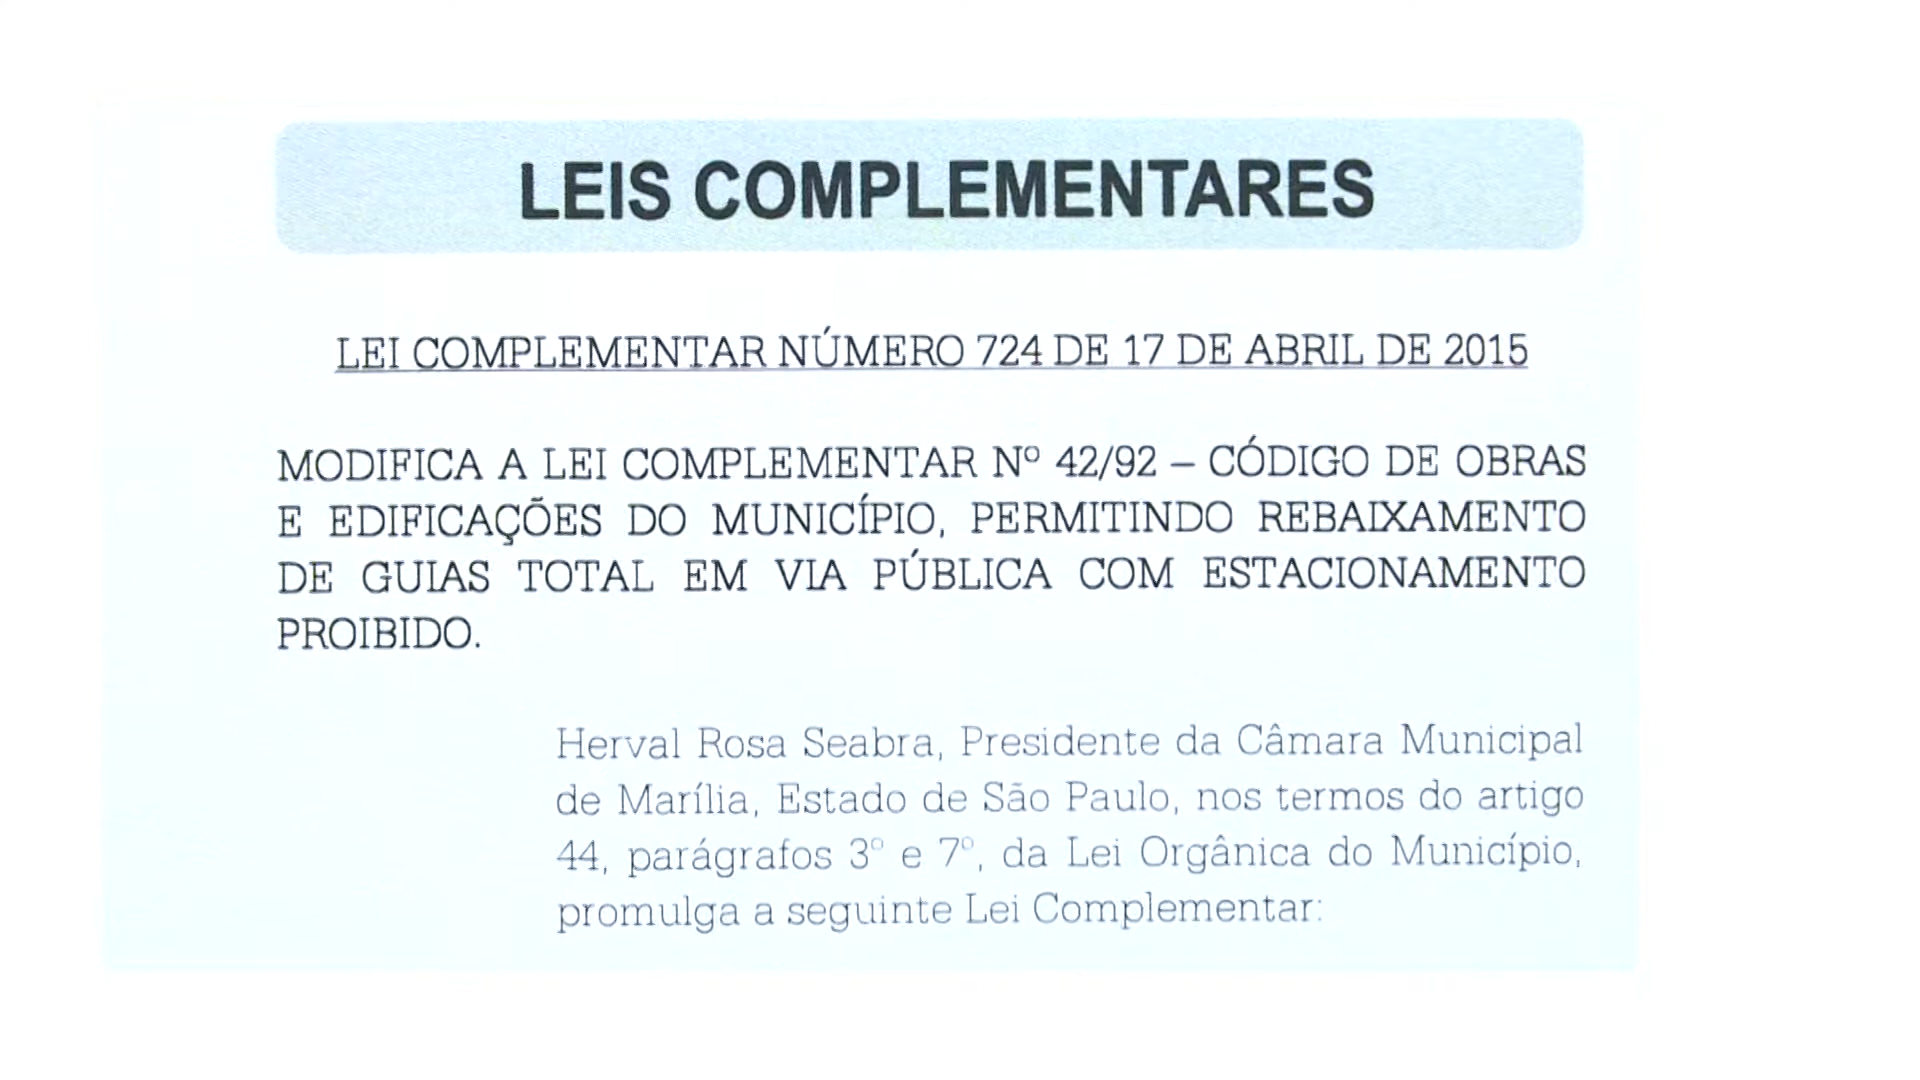 LEIS COMPLEMENTARES
LEI COMPLEMENTAR NÚMERO 724 DE 17 DE ABRIL DE 2015
MODIFICA A LEI COMPLEMENTAR Nº 42/92 – CÓDIGO DE OBRAS
E EDIFICAÇÕES DO MUNICÍPIO, PERMITINDO REBAIXAMENTO
DE GUIAS TOTAL EM VIA PÚBLICA COM ESTACIONAMENTO
PROIBIDO.
Herval Rosa Seabra, Presidente da Câmara Municipal
de Marília, Estado de São Paulo, nos termos do artigo
44, parágrafos 3º e 7º, da Lei Orgânica do Município,
promulga a seguinte Lei Complementar: